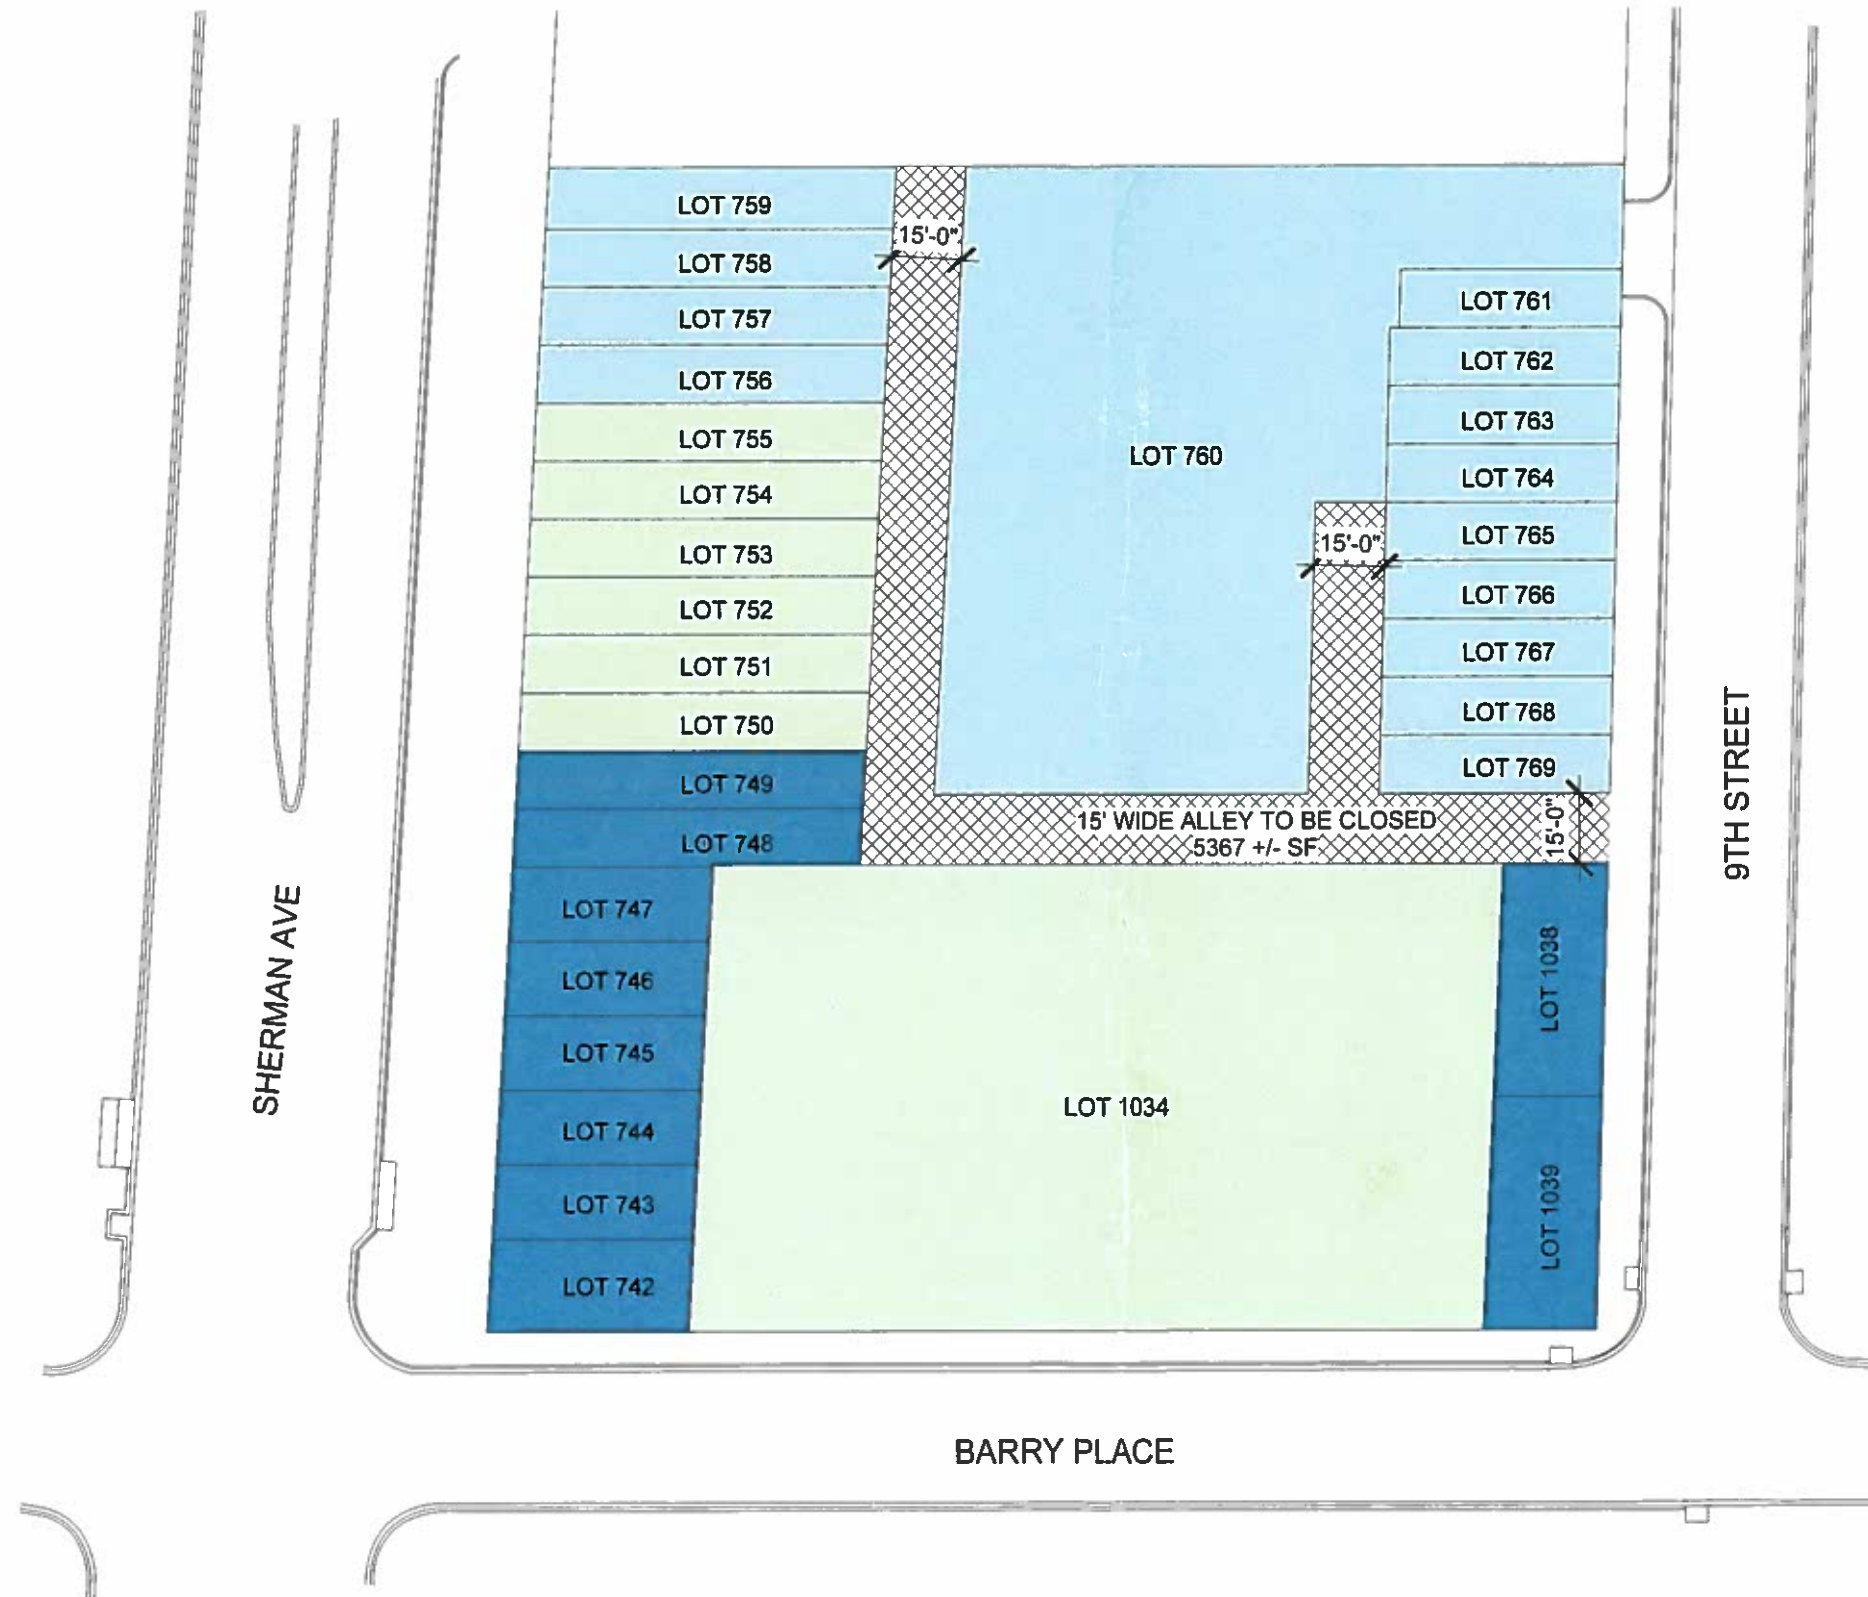 LOT 759
15'-0"
LOT 758
LOT 757
LOT 756
LOT 755
LOT 754
LOT 753
LOT 752
LOT 751
LOT 750
LOT 749
LOT 748
LOT 747
LOT 746
LOT 745
LOT 744
LOT 743
LOT 742
LOT 760
LOT 761
LOT 762
LOT 763
LOT 764
15'-0"
LOT 765
LOT 766
LOT 767
LOT 768
LOT 769
15' WIDE ALLEY TO BE CLOSED
5367 +/- SF
15'-0"
LOT 1034
LOT 1038
LOT 1039
SHERMAN AVE
9TH STREET
BARRY PLACE